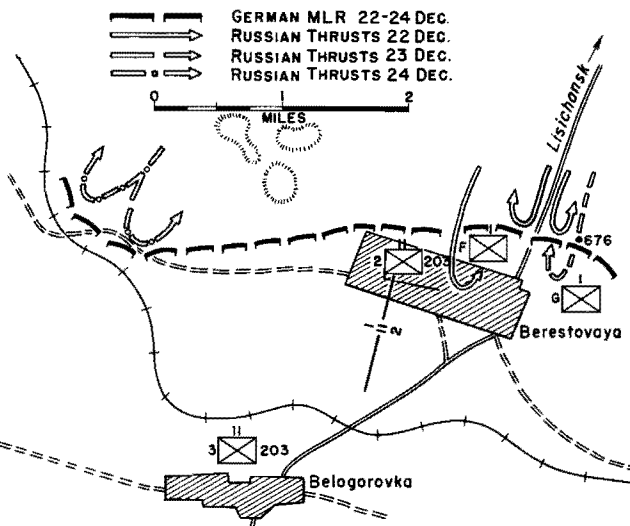 GERMAN MLR 22-24 DEC.
RUSSIAN THRUSTS 22 DEC.
RUSSIAN THRUSTS 23 DEC.
RUSSIAN THRUSTS 24 DEC.
0 1 2
MILES
Lisichansk
676
F
2 203
G
Berestovaya
2
3 203
Belogorovka